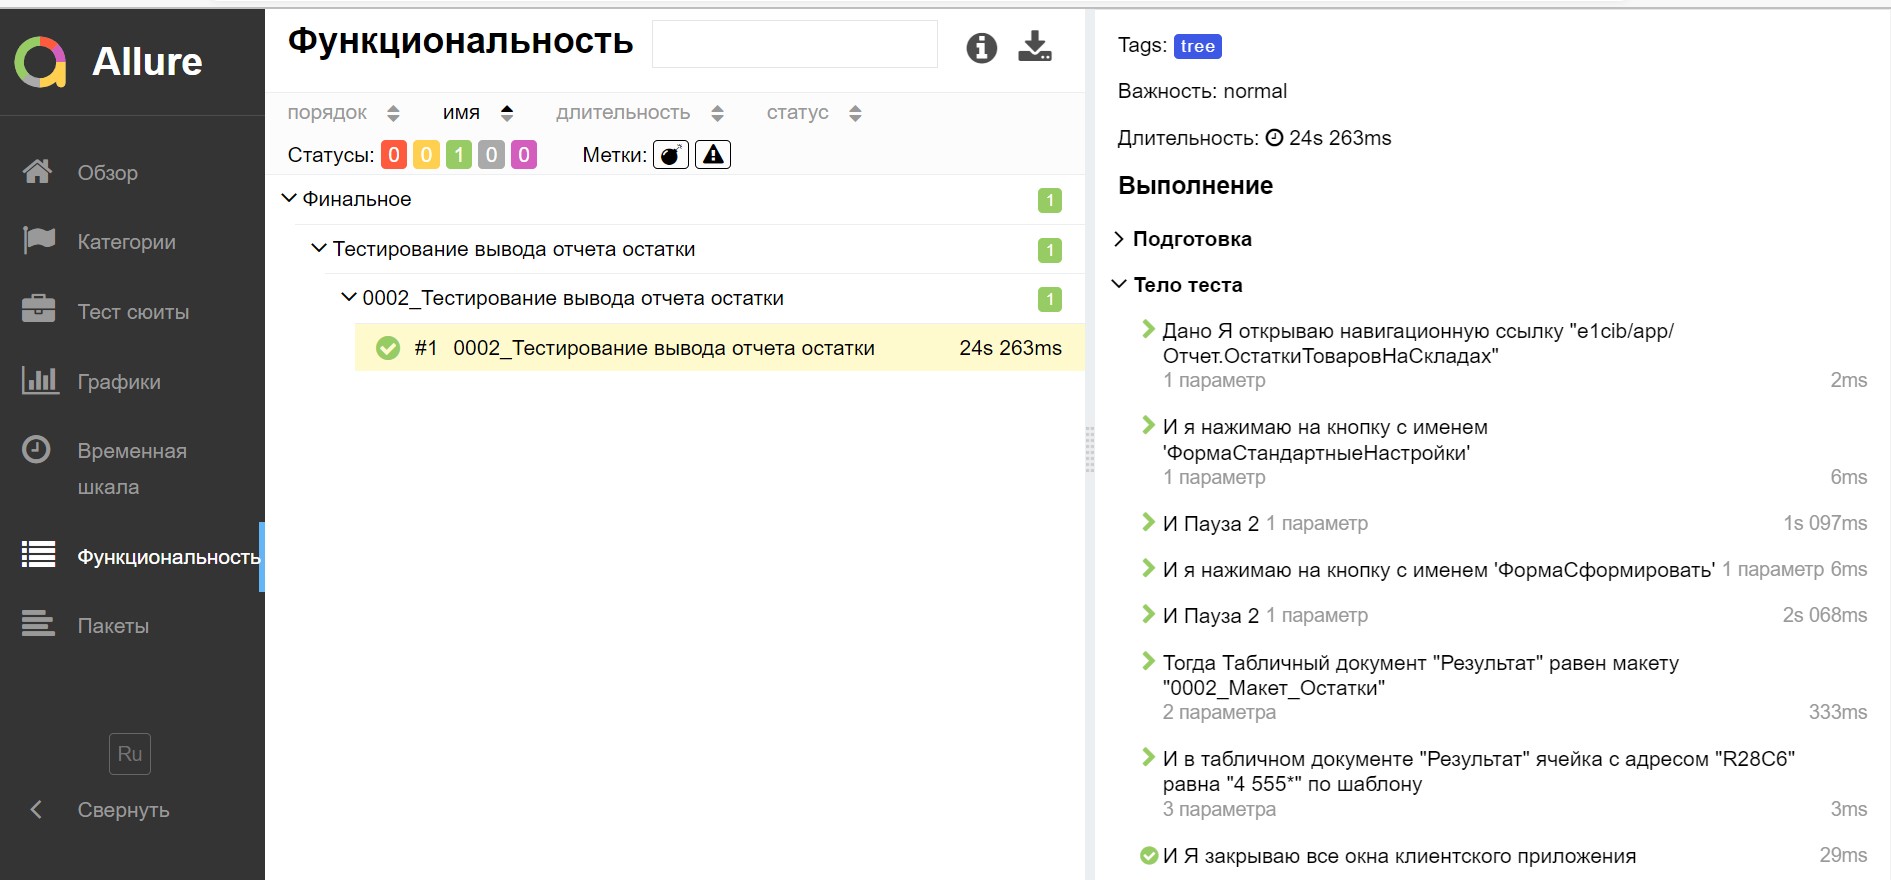 Allure
Обзор
Категории
Тест сюиты
Графики
Временная
шкала
Функциональность
Пакеты
Ru
Свернуть
Функциональность
порядок имя длительность статус
Статусы: 0 0 1 0 0 Метки:
Финальное 1
Тестирование вывода отчета остатки 1
0002_Тестирование вывода отчета остатки 1
#1 0002_Тестирование вывода отчета остатки 24s 263ms
Tags: tree
Важность: normal
Длительность: 24s 263ms
Выполнение
Подготовка
Тело теста
Дано Я открываю навигационную ссылку "e1cib/app/
Отчет.ОстаткиТоваровНаСкладах"
1 параметр 2ms
И я нажимаю на кнопку с именем
'ФормаСтандартныеНастройки'
1 параметр 6ms
И Пауза 2 1 параметр 1s 097ms
И я нажимаю на кнопку с именем 'ФормаСформировать' 1 параметр 6ms
И Пауза 2 1 параметр 2s 068ms
Тогда Табличный документ "Результат" равен макету
"0002_Макет_Остатки"
2 параметра 333ms
И в табличном документе "Результат" ячейка с адресом "R28C6"
равна "4 555*" по шаблону
3 параметра 3ms
И Я закрываю все окна клиентского приложения 29ms